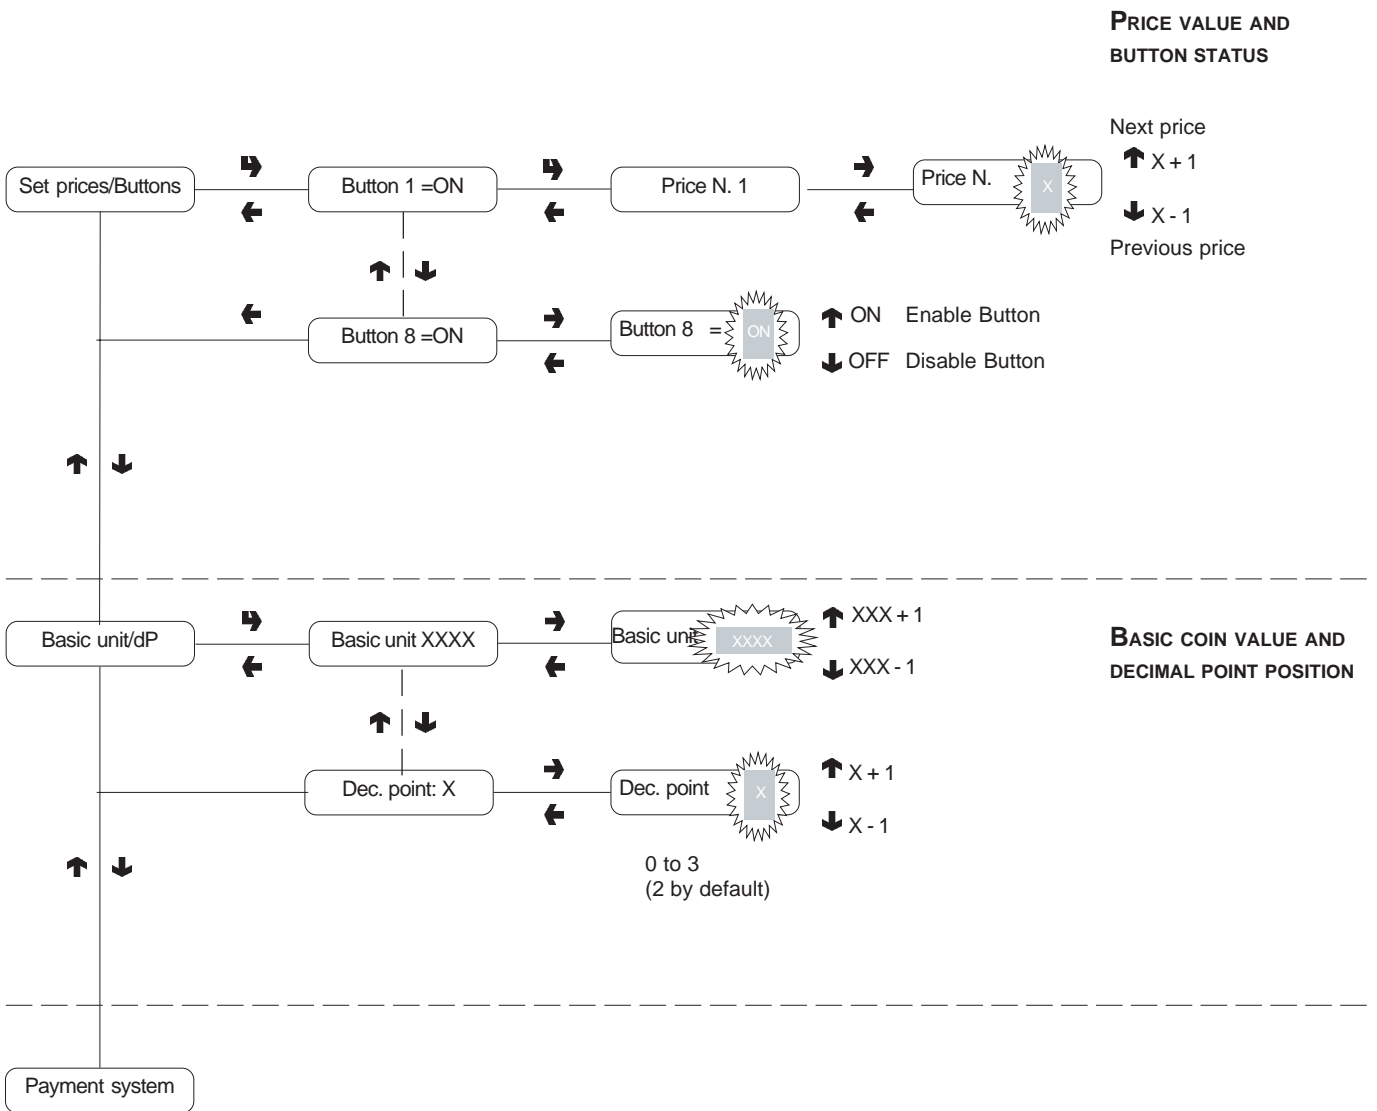 PRICE VALUE AND
BUTTON STATUS
Next price
X + 1
X - 1
Previous price
Set prices/Buttons
Button 1 =ON
Price N. 1
Price N.
X
Button 8 =ON
Button 8 =
ON
ON Enable Button
OFF Disable Button
Basic unit/dP
Basic unit XXXX
Basic unit
XXXX
XXX + 1
XXX - 1
BASIC COIN VALUE AND
DECIMAL POINT POSITION
Dec. point: X
Dec. point
X
X + 1
X - 1
0 to 3
(2 by default)
Payment system